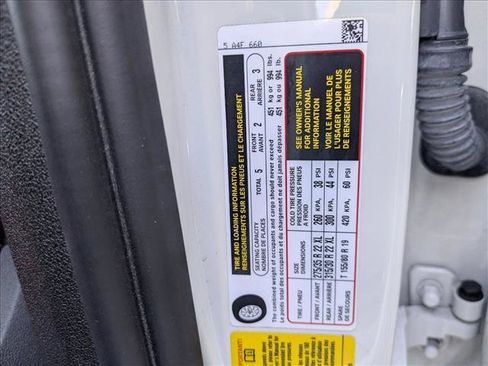 5 04F 660
TIRE AND LOADING INFORMATION
RENSEIGNEMENTS SUR LES PNEUS ET LE CHARGEMENT
SEATING CAPACITY
NOMBRE DE PLACES
TOTAL 5
FRONT
AVANT 2
REAR
ARRIÈRE 3
The combined weight of occupants and cargo should never exceed 451 kg or 994 lbs.
Le poids total des occupants et du chargement ne doit jamais dépasser 451 kg ou 994 lb.
TIRE / PNEU
SIZE
DIMENSIONS
COLD TIRE PRESSURE
PRESSION DES PNEUS
A FROID
FRONT / AVANT 275/35 R 22 XL 260 KPA, 38 PSI
REAR / ARRIÈRE 315/30 R 22 XL 300 KPA, 44 PSI
SPARE
DE SECOURS
T 155/80 R 19 420 KPA, 60 PSI
SEE OWNER'S MANUAL
FOR ADDITIONAL
INFORMATION
VOIR LE MANUEL DE
L'USAGER POUR PLUS
DE RENSEIGNEMENTS